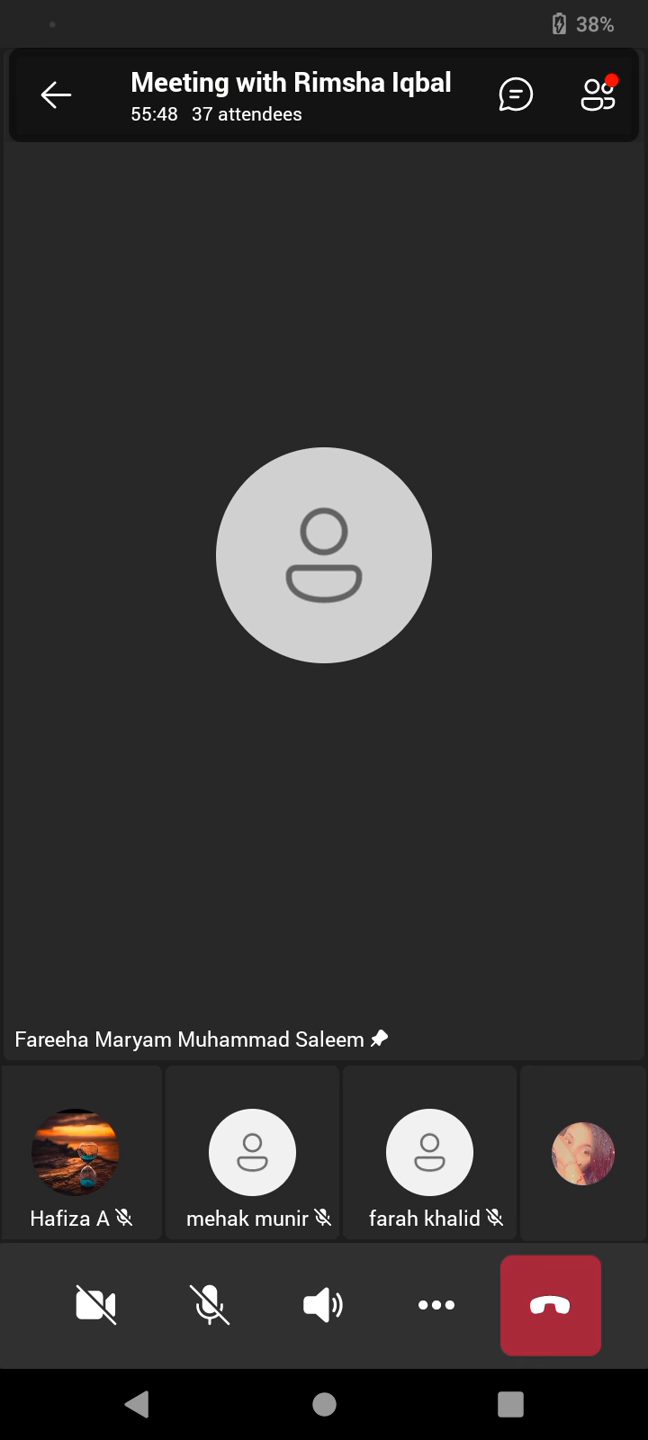 38%
Meeting with Rimsha Iqbal
55:48 37 attendees
Fareeha Maryam Muhammad Saleem
Hafiza A
mehak munir
farah khalid